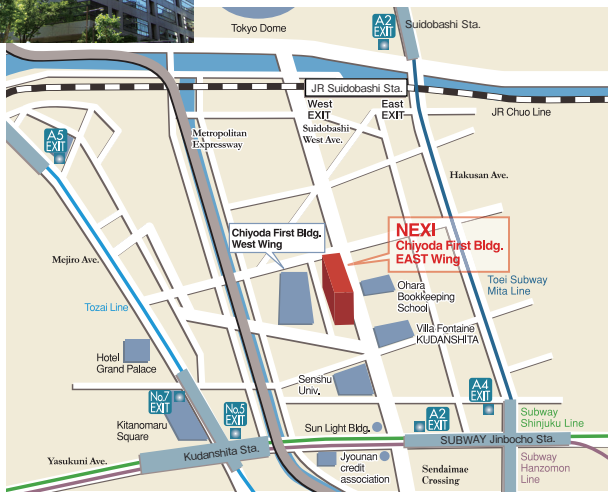 Tokyo Dome
A2
EXIT
Suidobashi Sta.
JR Suidobashi Sta.
West
EXIT
East
EXIT
JR Chuo Line
Suidobashi
West Ave.
Metropolitan
Expressway
A5
EXIT
Hakusan Ave.
Chiyoda First Bldg.
West Wing
NEXI
Chiyoda First Bldg.
EAST Wing
Mejiro Ave.
Toei Subway
Mita Line
Ohara
Bookkeeping
School
Tozai Line
Villa Fontaine
KUDANSHITA
Hotel
Grand Palace
Senshu
Univ.
A4
EXIT
No.7
EXIT
No.5
EXIT
A2
EXIT
Subway
Shinjuku Line
Kitanomaru
Square
Sun Light Bldg.
SUBWAY Jinbocho Sta.
Yasukuni Ave.
Kudanshita Sta.
Jyounan
credit
association
Sendaimae
Crossing
Subway
Hanzomon
Line